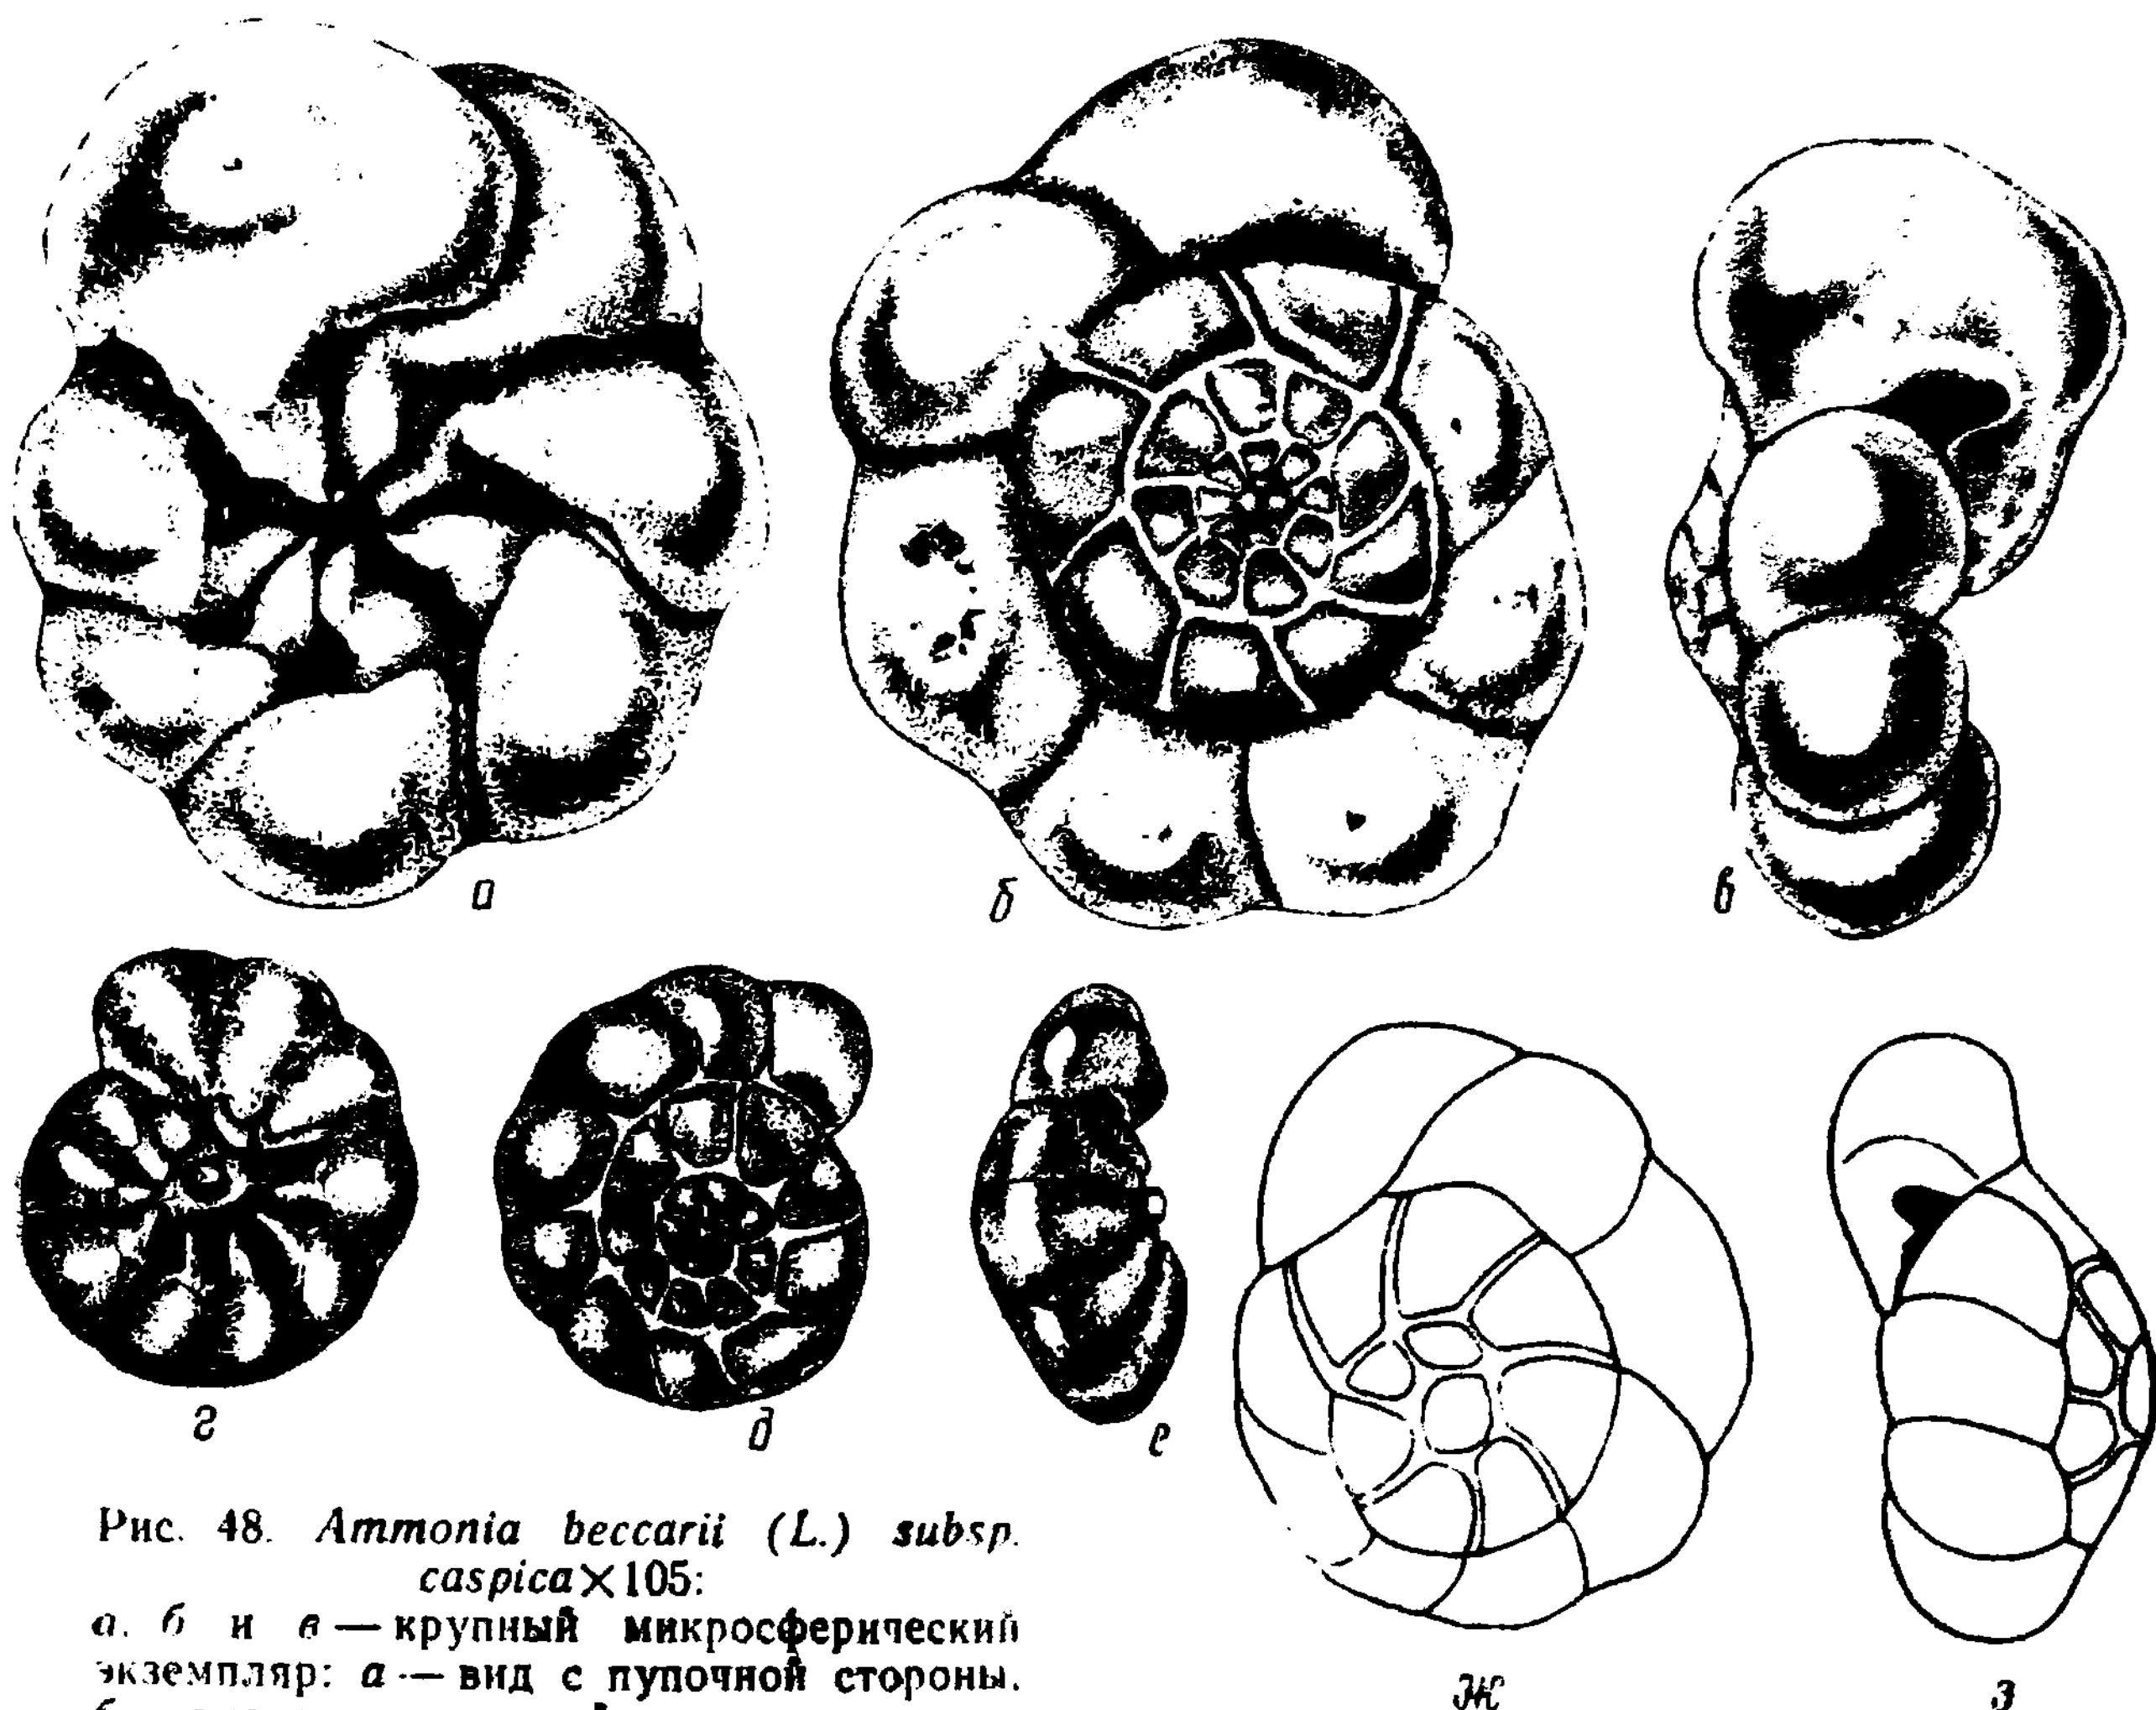 а
б
в
г
д
е
Рис. 48. Ammonia beccarii (L.) subsp.
caspica×105:
а, б и в — крупный микросферический
экземпляр: а — вид с пупочной стороны.
ж
з